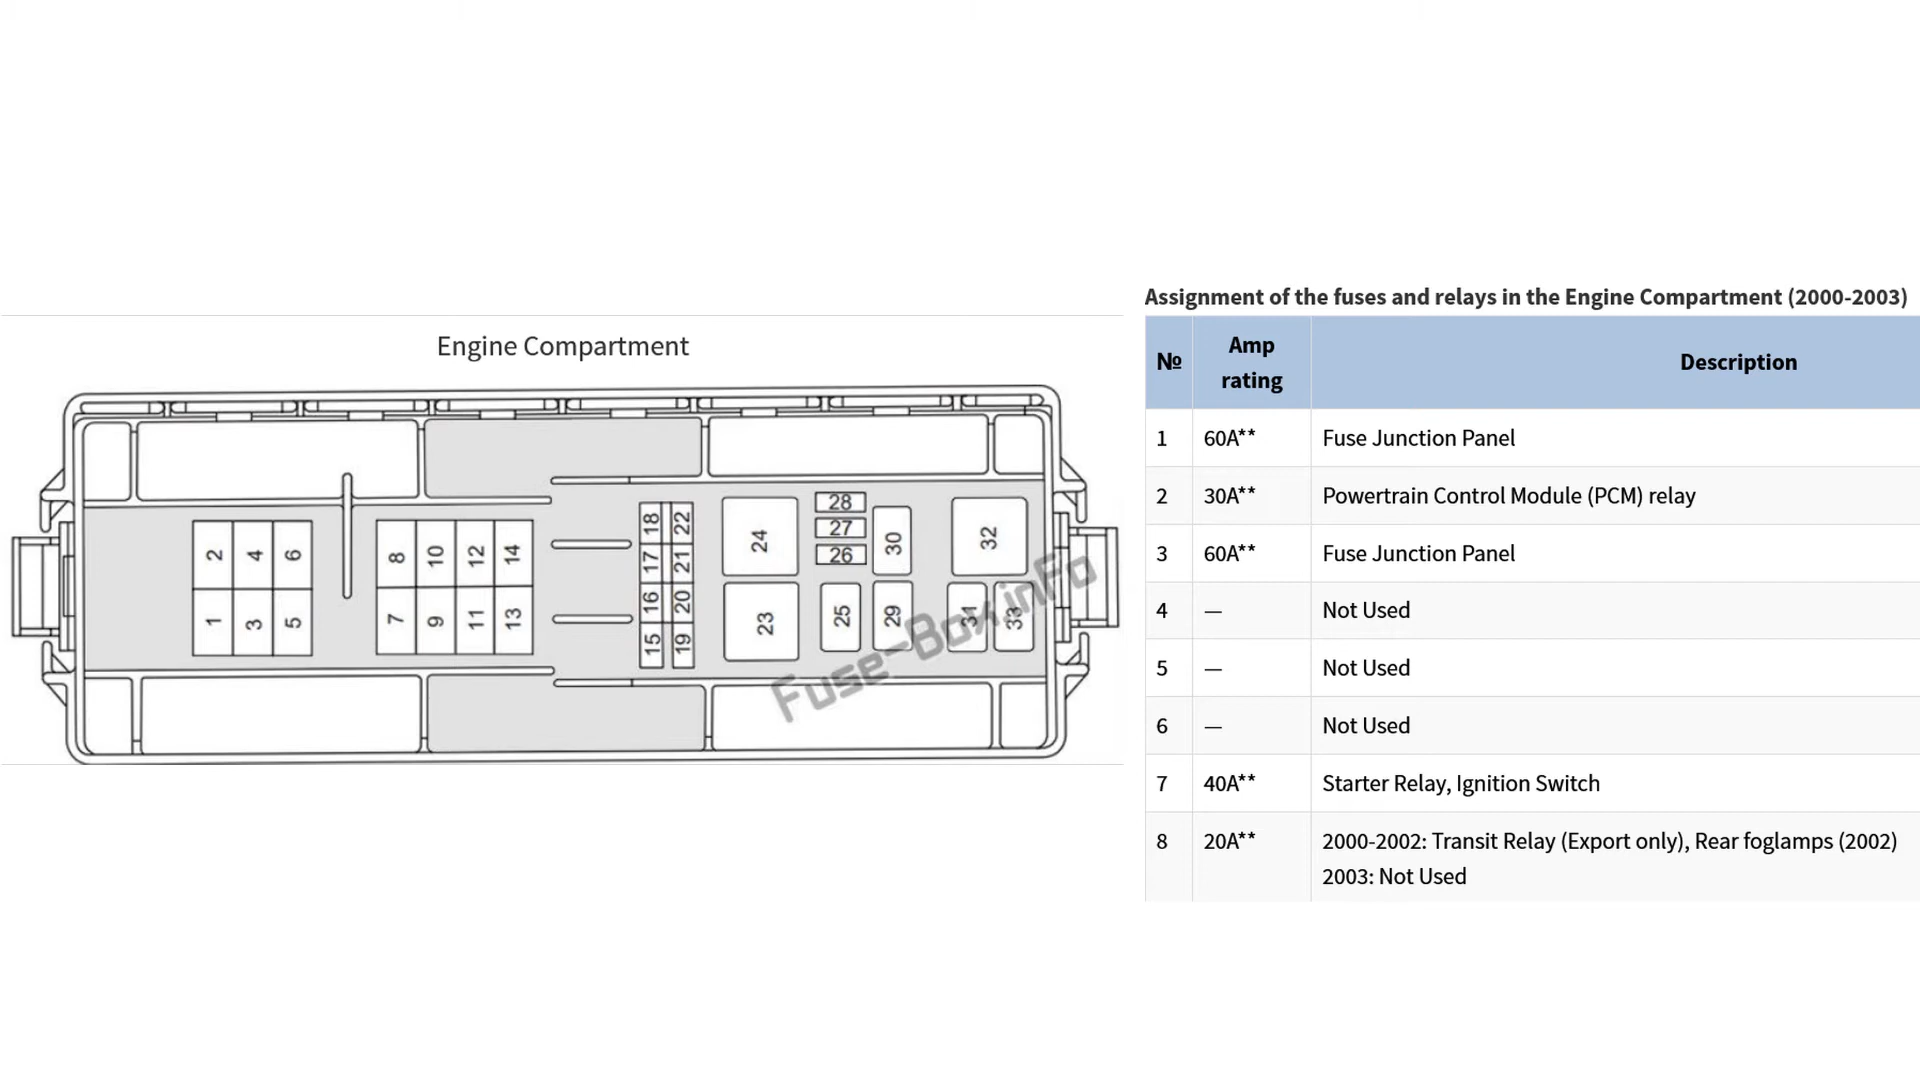 Engine Compartment
2 4 6
1 3 5
8 10 12 14
7 9 11 13
18 22
17 21
16 20
15 19
24
23
28
27
26
30
25
29
32
31
33
Fuse-Box.info
Assignment of the fuses and relays in the Engine Compartment (2000-2003)
№ Amp rating Description
1 60A** Fuse Junction Panel
2 30A** Powertrain Control Module (PCM) relay
3 60A** Fuse Junction Panel
4 — Not Used
5 — Not Used
6 — Not Used
7 40A** Starter Relay, Ignition Switch
8 20A** 2000-2002: Transit Relay (Export only), Rear foglamps (2002)
2003: Not Used